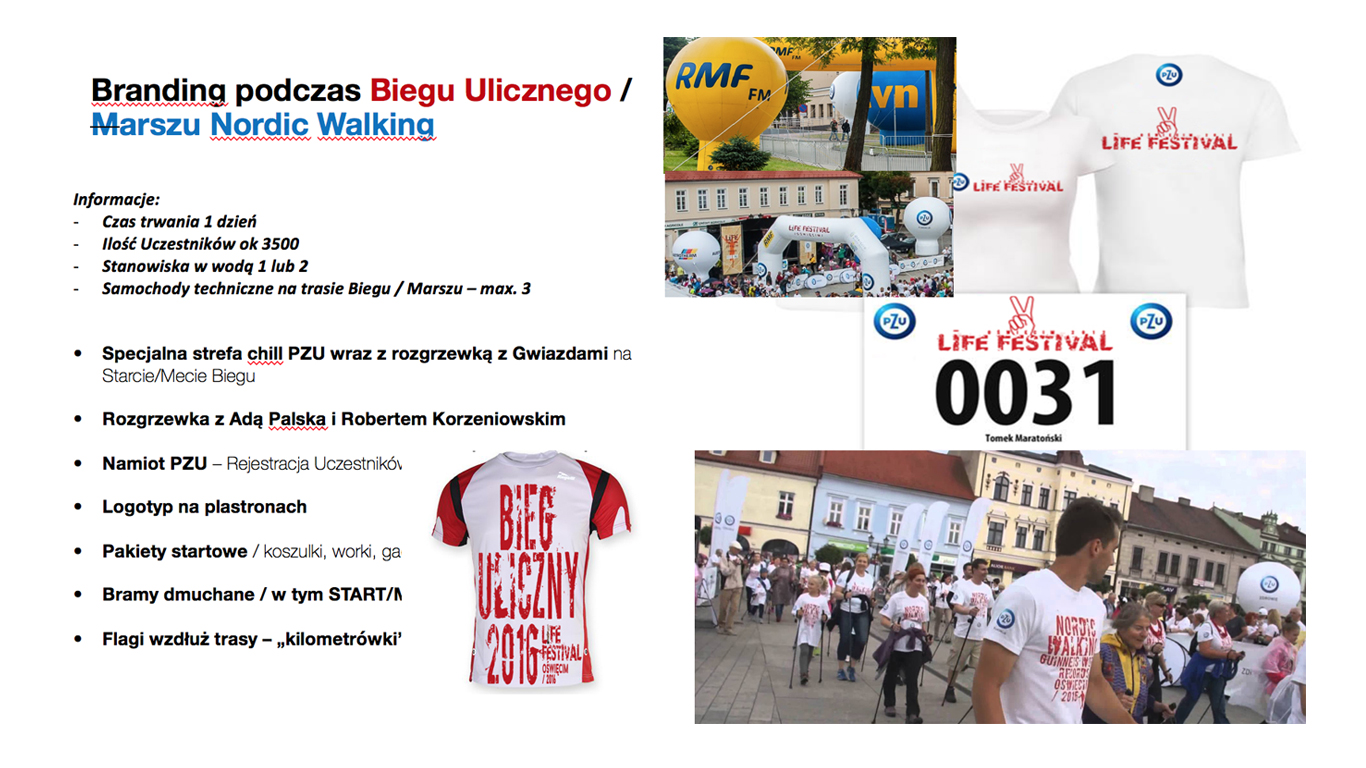 Branding podczas Biegu Ulicznego /
Marszu Nordic Walking
Informacje:
- Czas trwania 1 dzień
- Ilość Uczestników ok 3500
- Stanowiska w wodą 1 lub 2
- Samochody techniczne na trasie Biegu / Marszu – max. 3
• Specjalna strefa chill PZU wraz z rozgrzewką z Gwiazdami na
Starcie/Mecie Biegu
• Rozgrzewka z Adą Palska i Robertem Korzeniowskim
• Namiot PZU – Rejestracja Uczestników
• Logotyp na plastronach
• Pakiety startowe / koszulki, worki, ga
• Bramy dmuchane / w tym START/M
• Flagi wzdłuż trasy – „kilometrówki”
BIEG
ULICZNY
2016
LIFE
FESTIVAL
OŚWIĘCIM
/ 2016
RMF
FM
RMF
FM
vn
LIFE FESTIVAL
RMF
PZU
PZU
LIFE FESTIVAL
PZU
LIFE FESTIVAL
PZU
PZU
LIFE FESTIVAL
0031
Tomek Maratoński
NORDIC
WALKING
GUINNESS W
RECORDS
OŚWIĘCIM
/ 2015
PZU